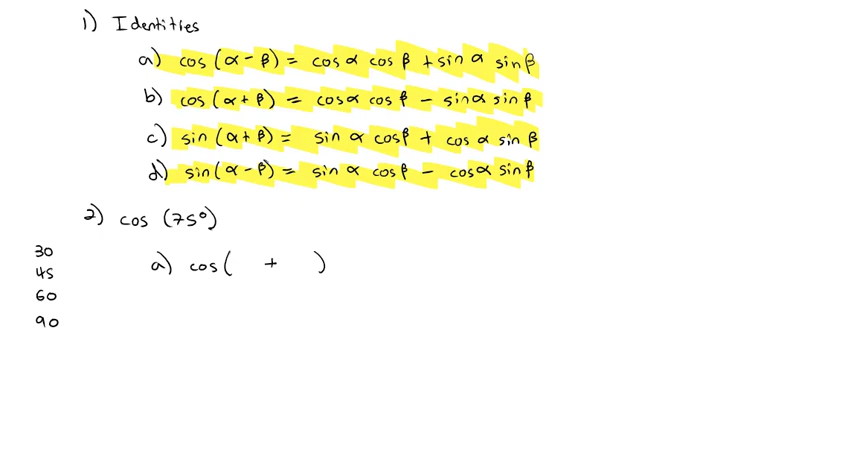 1) Identities
a) cos(α - β) = cos α cos β + sin α sin β
b) cos(α + β) = cos α cos β - sin α sin β
c) sin(α + β) = sin α cos β + cos α sin β
d) sin(α - β) = sin α cos β - cos α sin β
2) cos (75°)
a) cos(   +   )
30
45
60
90